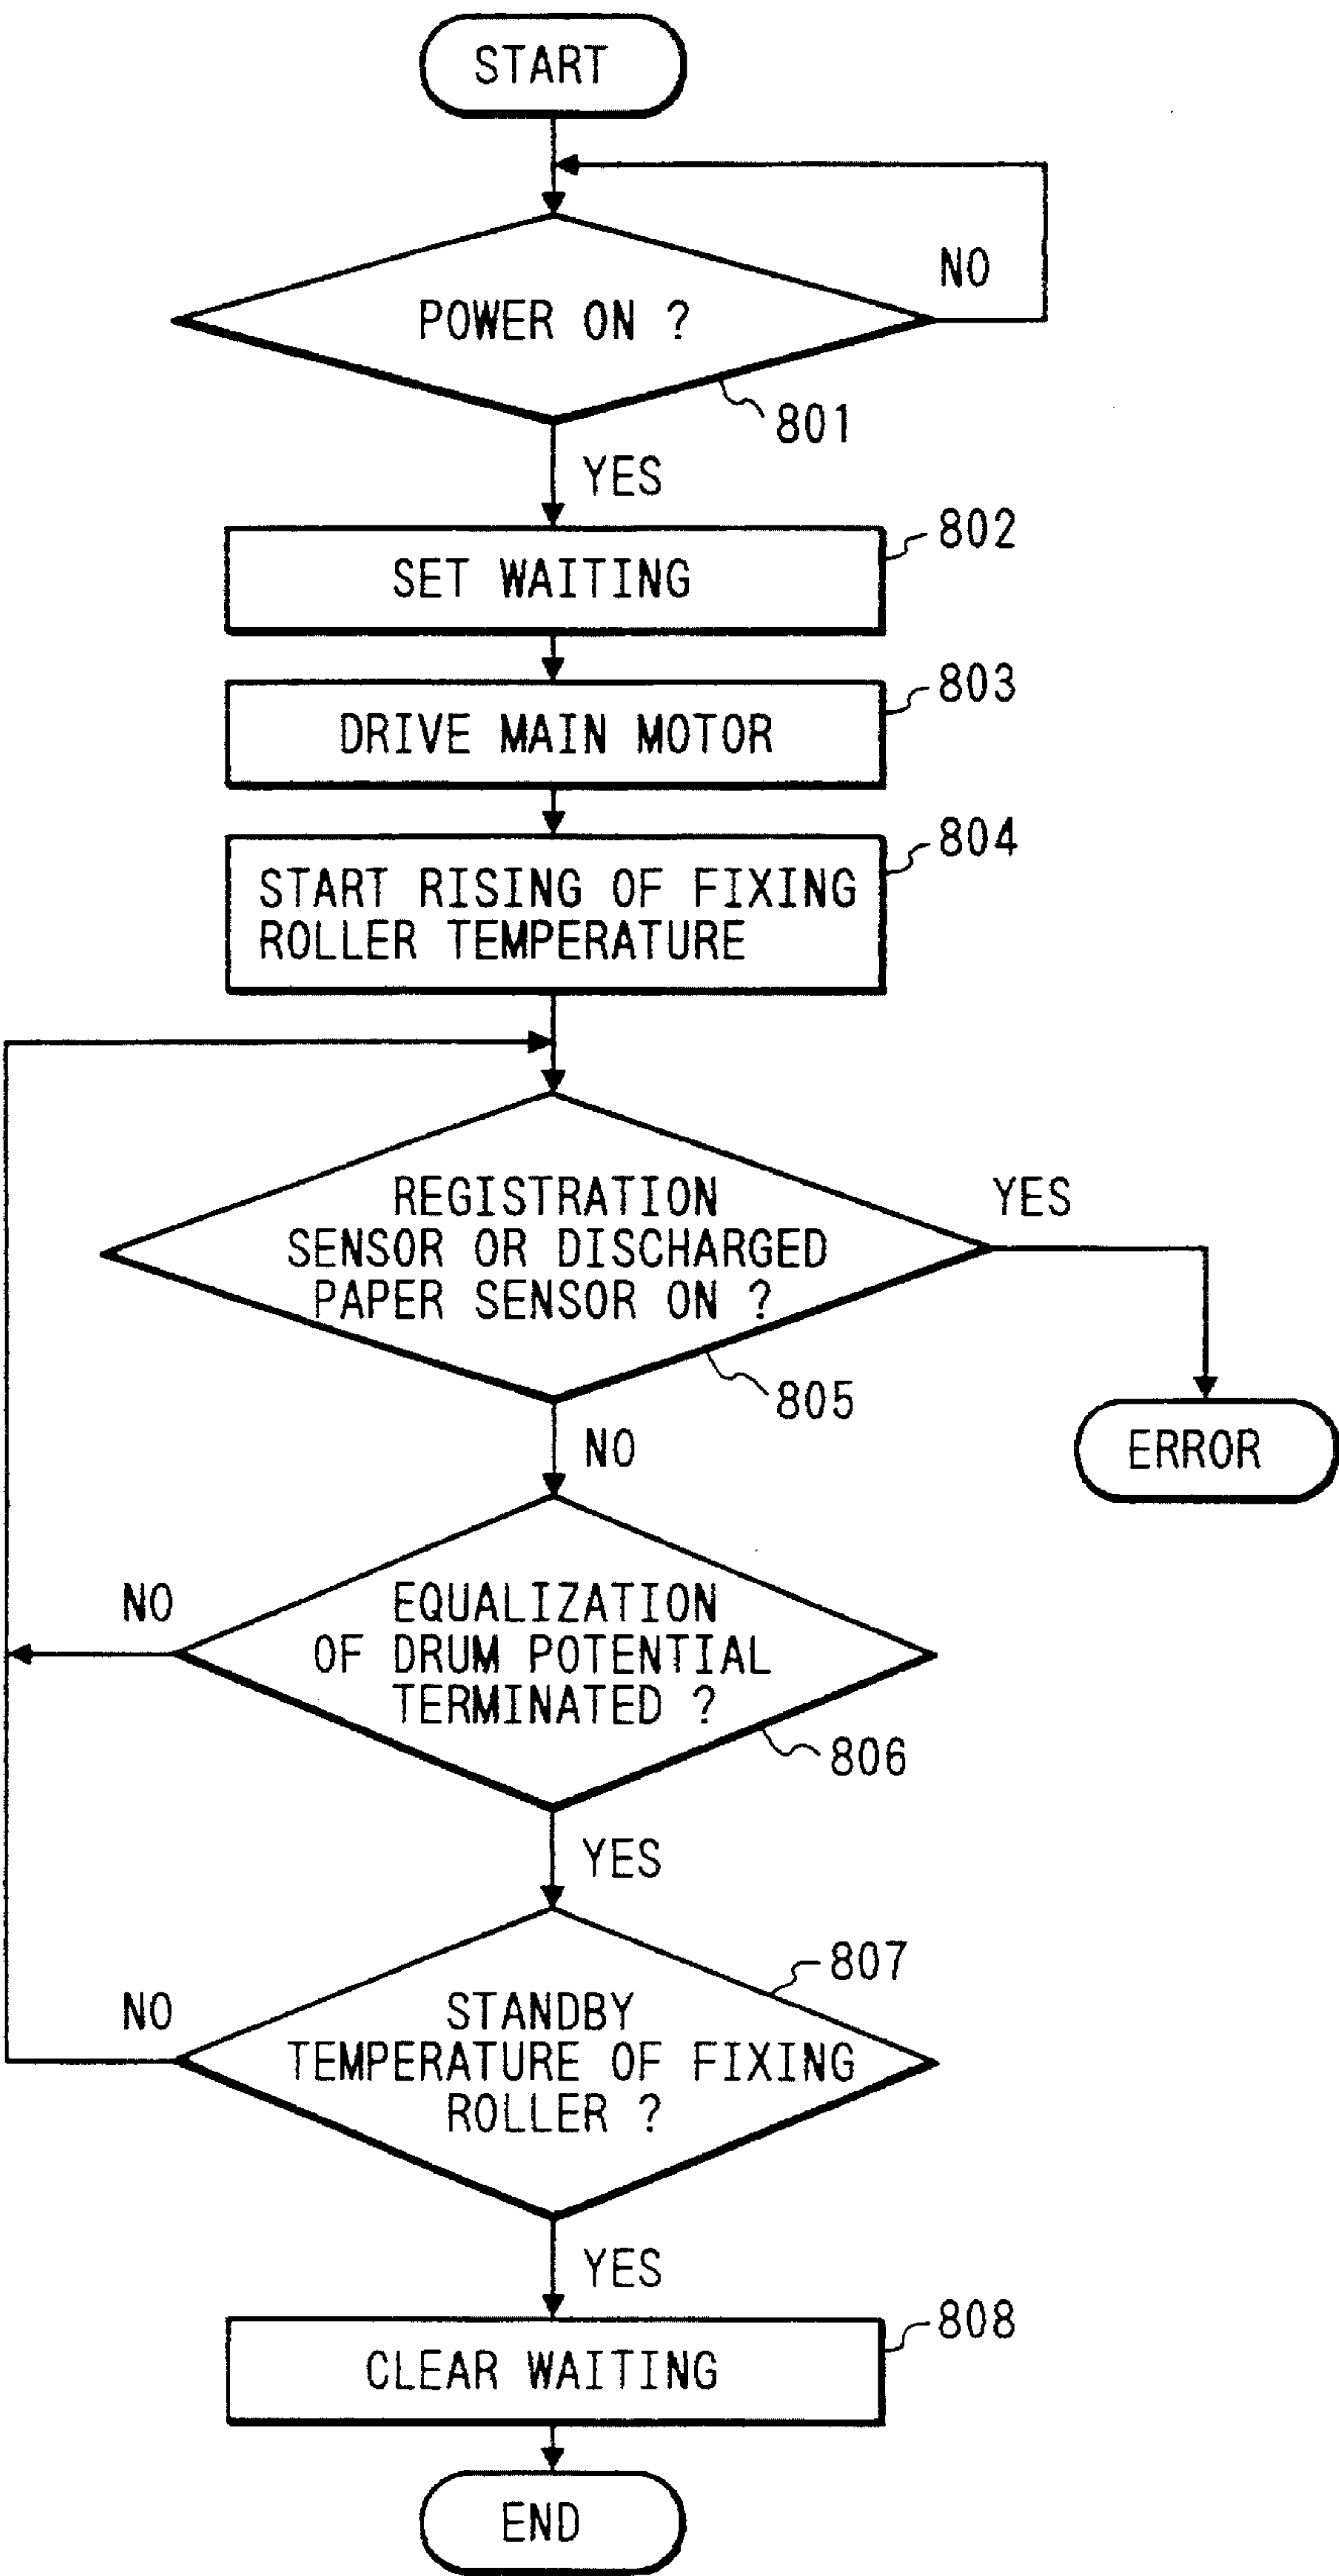 START
NO
POWER ON ?
801
YES
802
SET WAITING
803
DRIVE MAIN MOTOR
804
START RISING OF FIXING
ROLLER TEMPERATURE
REGISTRATION
SENSOR OR DISCHARGED
PAPER SENSOR ON ?
YES
805
NO
ERROR
NO
EQUALIZATION
OF DRUM POTENTIAL
TERMINATED ?
806
YES
807
NO
STANDBY
TEMPERATURE OF FIXING
ROLLER ?
YES
808
CLEAR WAITING
END